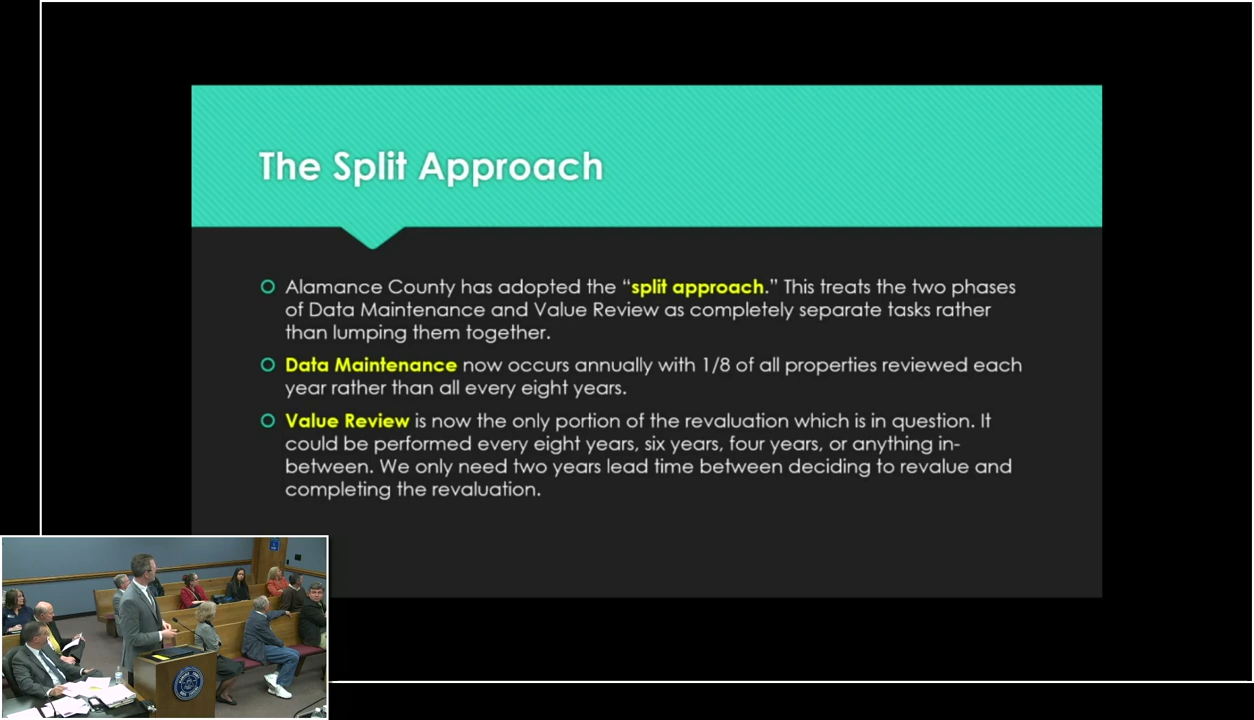 The Split Approach
Alamance County has adopted the “split approach.” This treats the two phases
of Data Maintenance and Value Review as completely separate tasks rather
than lumping them together.
Data Maintenance now occurs annually with 1/8 of all properties reviewed each
year rather than all every eight years.
Value Review is now the only portion of the revaluation which is in question. It
could be performed every eight years, six years, four years, or anything in-
between. We only need two years lead time between deciding to revalue and
completing the revaluation.